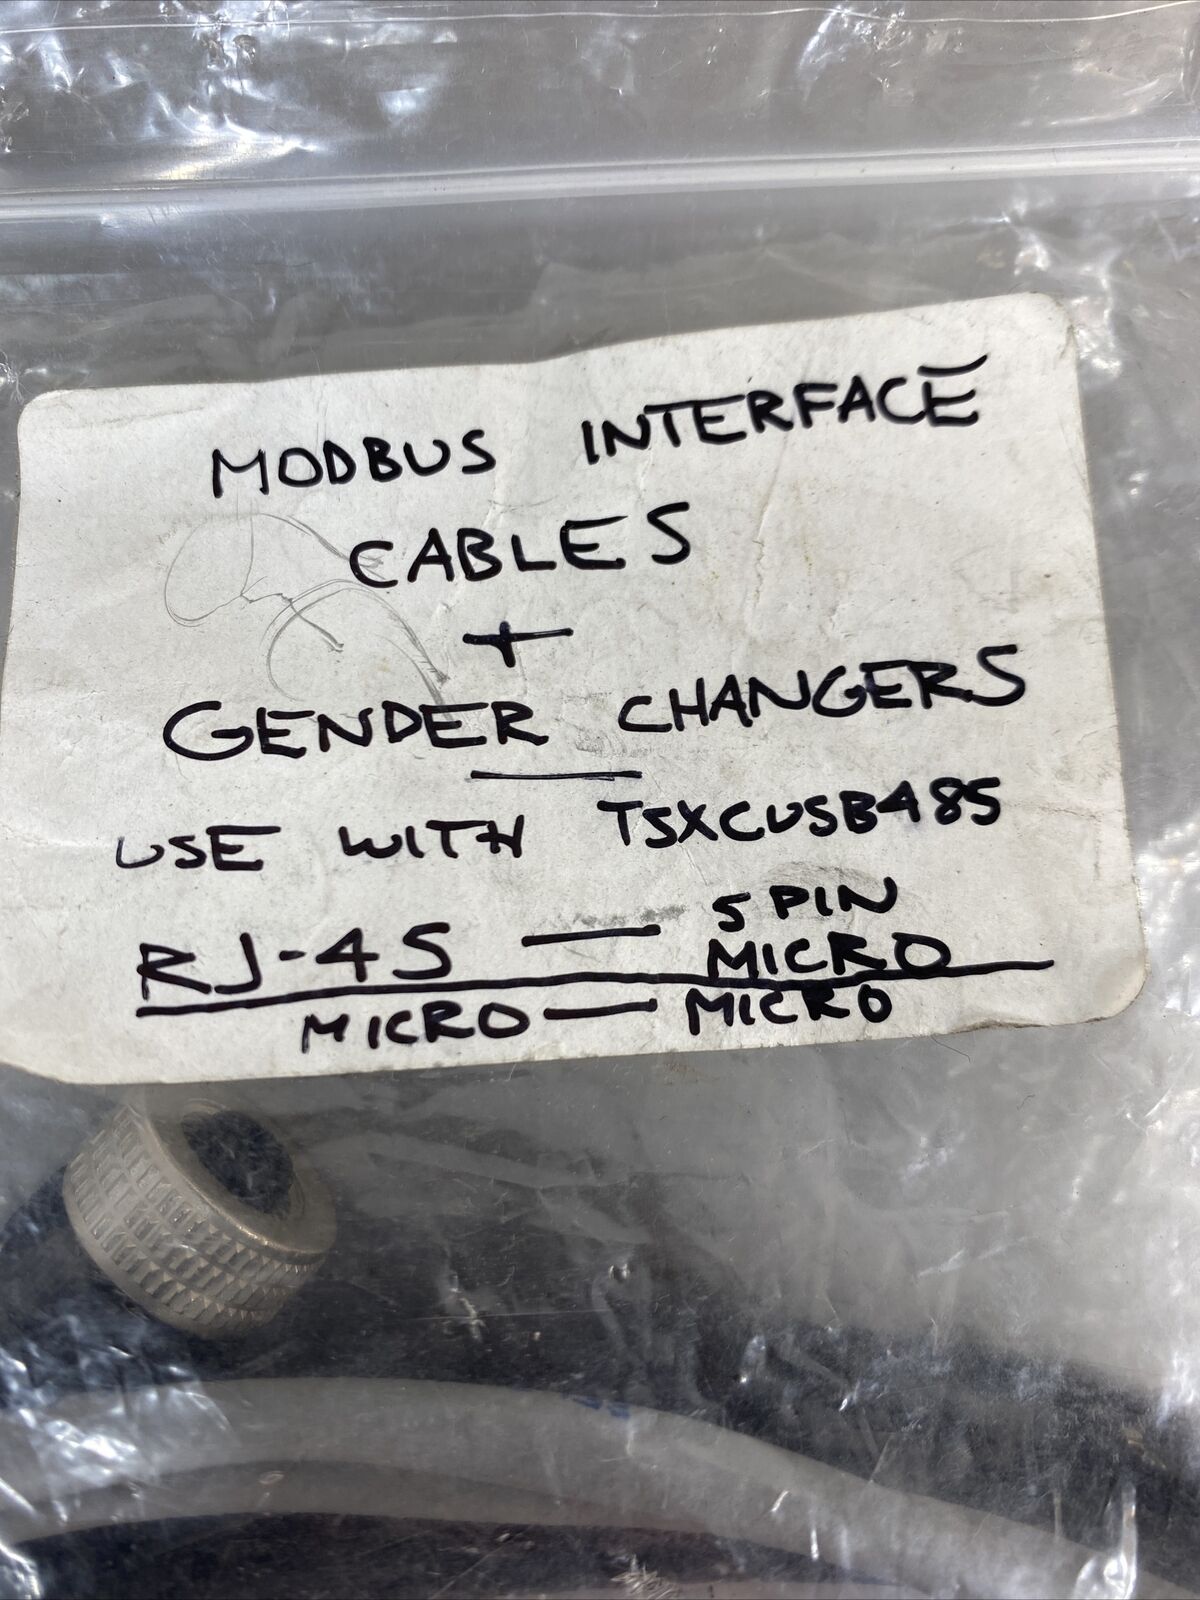 MODBUS INTERFACE
CABLES
+
GENDER CHANGERS
USE WITH TSXCUSB485
RJ-45 — 5 PIN
MICRO
MICRO — MICRO